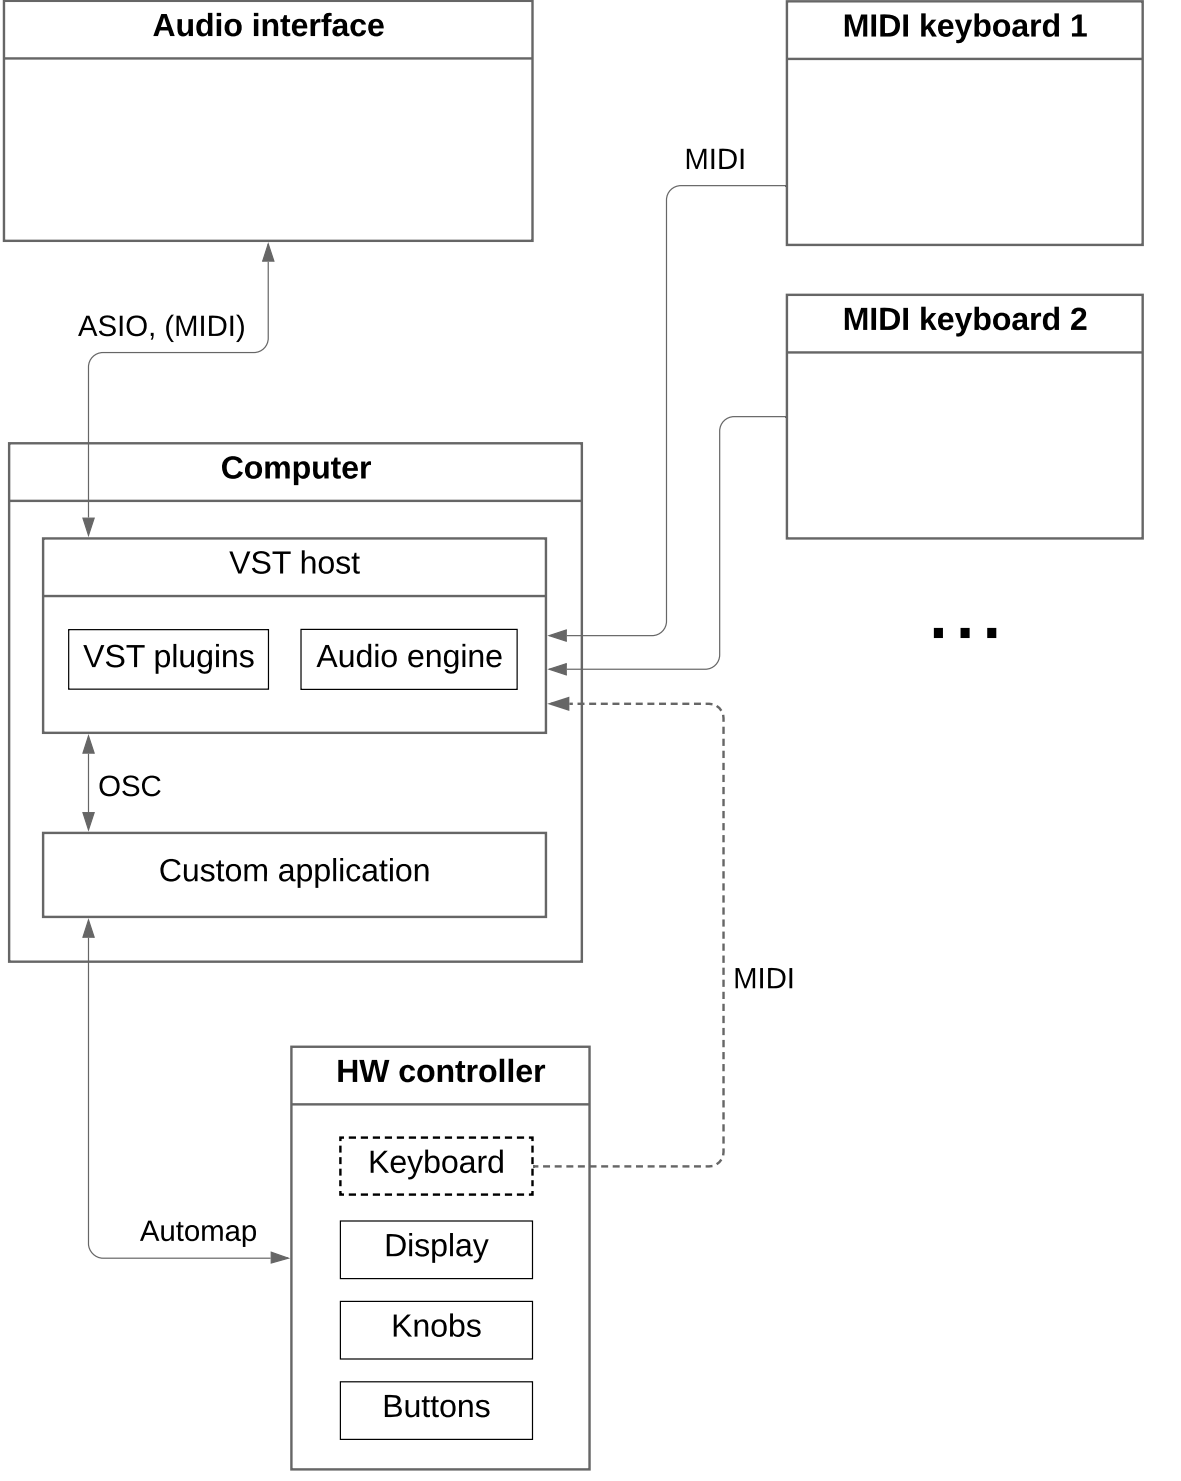 Audio interface
MIDI keyboard 1
MIDI
MIDI keyboard 2
ASIO, (MIDI)
Computer
VST host
VST plugins
Audio engine
...
OSC
Custom application
MIDI
HW controller
Keyboard
Automap
Display
Knobs
Buttons